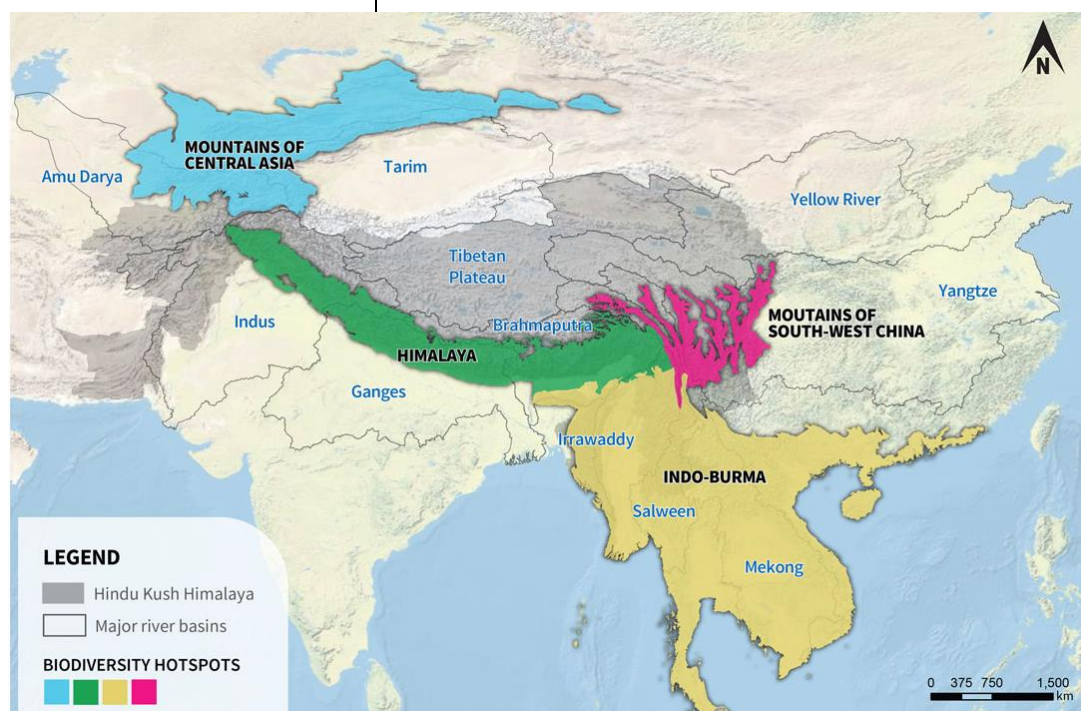 N
MOUNTAINS OF
CENTRAL ASIA
Amu Darya
Tarim
Yellow River
Tibetan
Plateau
Yangtze
Indus
Brahmaputra
MOUTAINS OF
SOUTH-WEST CHINA
HIMALAYA
Ganges
Irrawaddy
INDO-BURMA
Salween
Mekong
LEGEND
Hindu Kush Himalaya
Major river basins
BIODIVERSITY HOTSPOTS
0 375 750 1,500
km